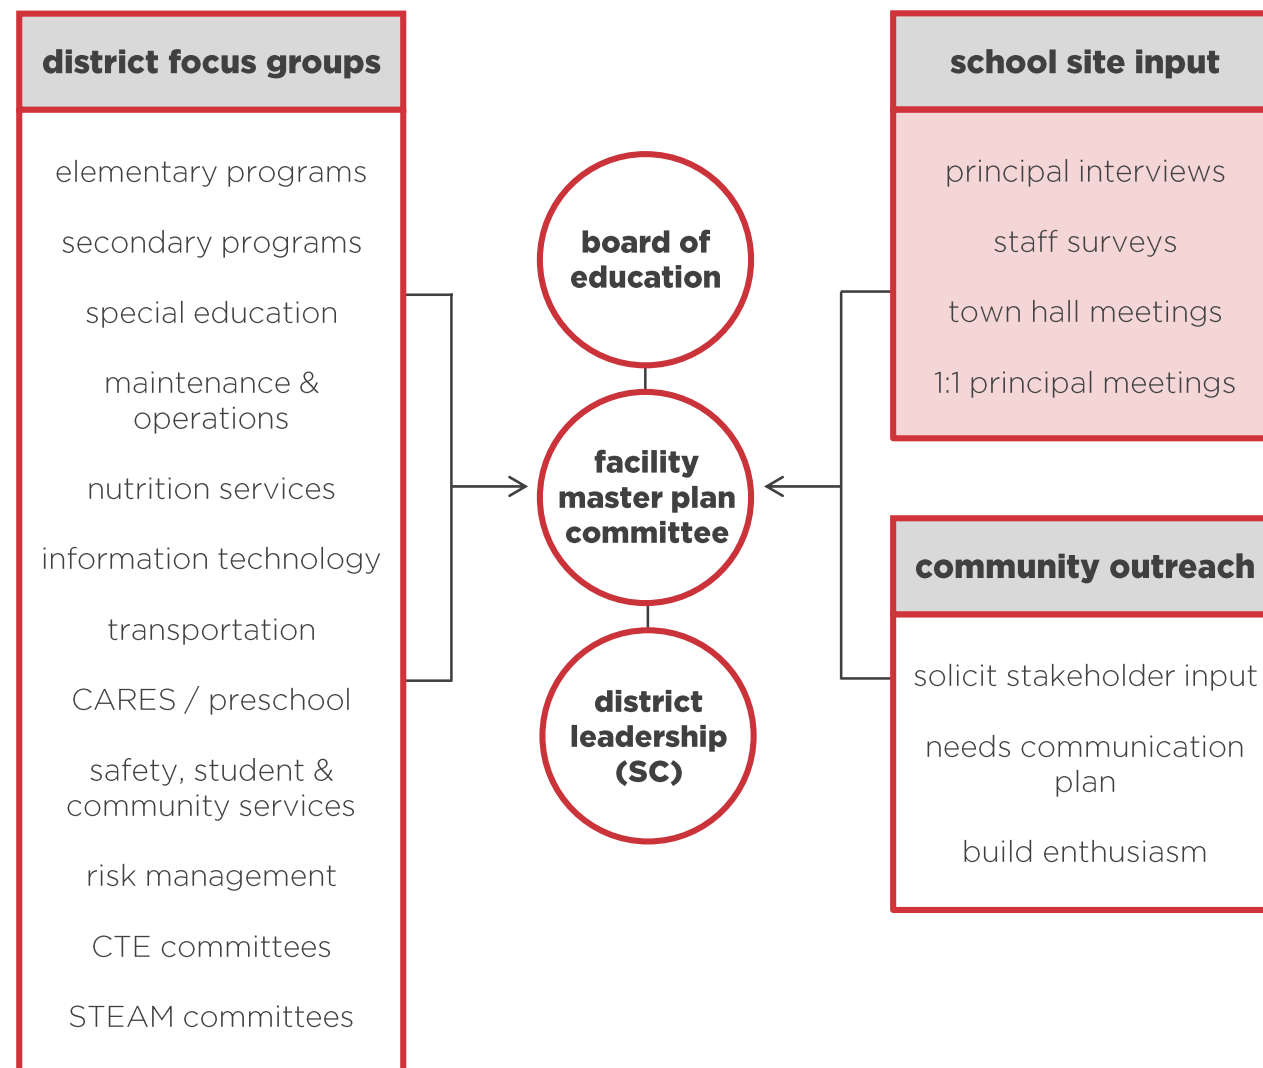 district focus groups
elementary programs
secondary programs
special education
maintenance &
operations
nutrition services
information technology
transportation
CARES / preschool
safety, student &
community services
risk management
CTE committees
STEAM committees
board of
education
facility
master plan
committee
district
leadership
(SC)
school site input
principal interviews
staff surveys
town hall meetings
1:1 principal meetings
community outreach
solicit stakeholder input
needs communication
plan
build enthusiasm